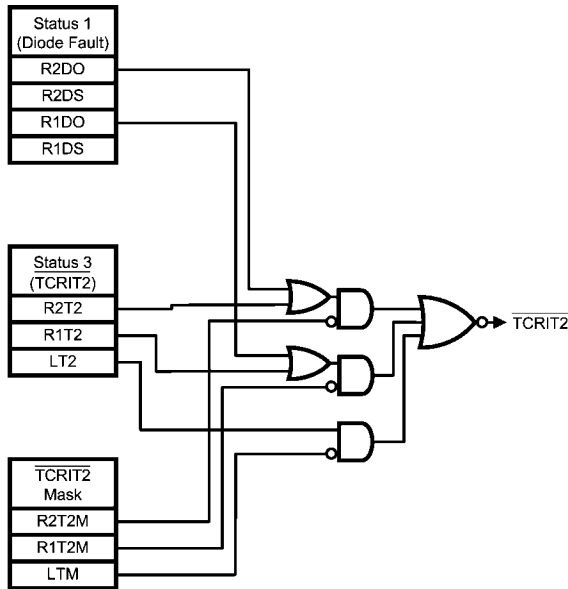 Status 1
(Diode Fault)
R2DO
R2DS
R1DO
R1DS
Status 3
(TCRIT2)
R2T2
R1T2
LT2
TCRIT2
TCRIT2
Mask
R2T2M
R1T2M
LTM